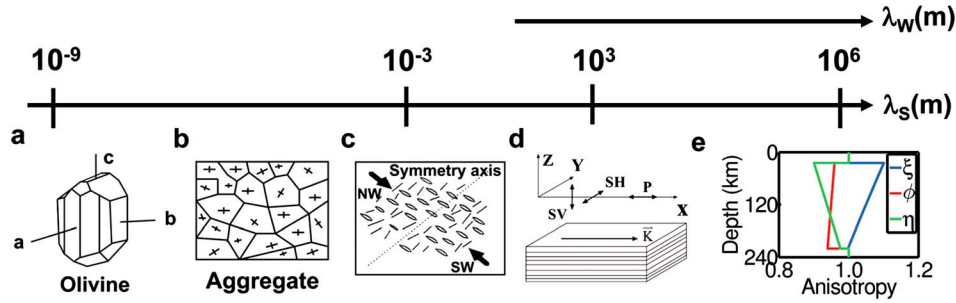 λW(m)
10-9
10-3
10³
10⁶
λS(m)
a
c
a
b
Olivine
b
Aggregate
c
Symmetry axis
NW
SW
d
Z
Y
SH
P
SV
X
K
e
Depth (km)
0
120
240
ξ
ϕ
η
0.8
1.0
1.2
Anisotropy